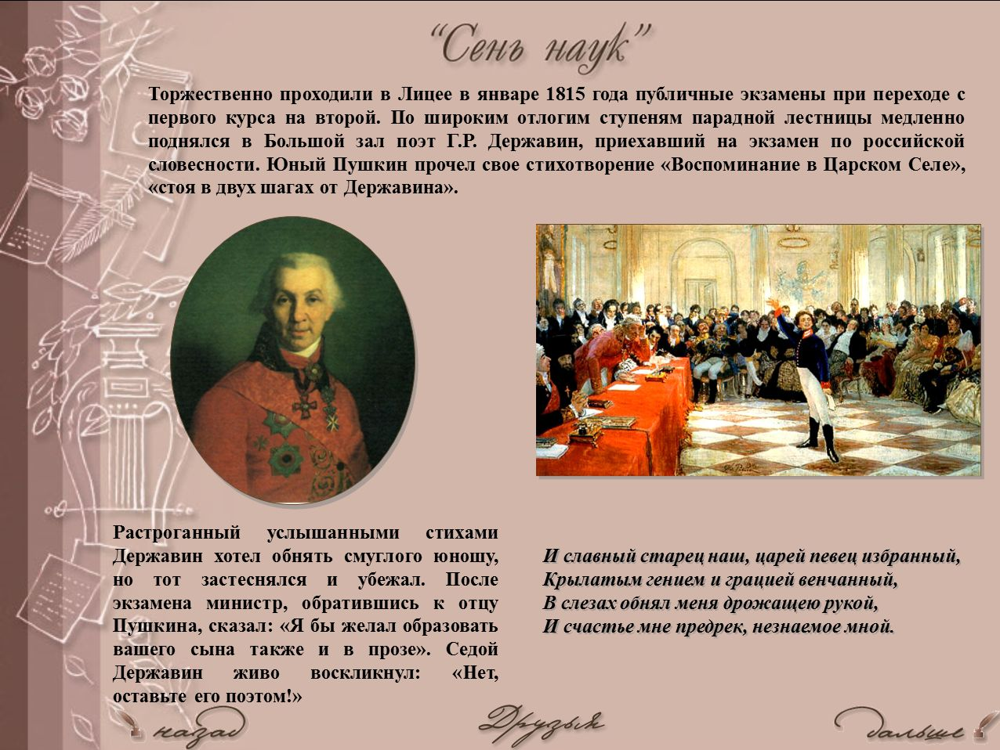 “Сень наук”
Торжественно проходили в Лицее в январе 1815 года публичные экзамены при переходе с
первого курса на второй. По широким отлогим ступеням парадной лестницы медленно
поднялся в Большой зал поэт Г.Р. Державин, приехавший на экзамен по российской
словесности. Юный Пушкин прочел свое стихотворение «Воспоминание в Царском Селе»,
«стоя в двух шагах от Державина».
Растроганный услышанными стихами
Державин хотел обнять смуглого юношу,
но тот застеснялся и убежал. После
экзамена министр, обратившись к отцу
Пушкина, сказал: «Я бы желал образовать
вашего сына также и в прозе». Седой
Державин живо воскликнул: «Нет,
оставьте его поэтом!»
И славный старец наш, царей певец избранный,
Крылатым гением и грацией венчанный,
В слезах обнял меня дрожащею рукой,
И счастье мне предрек, незнаемое мной.
назад
Друзьям
дальше